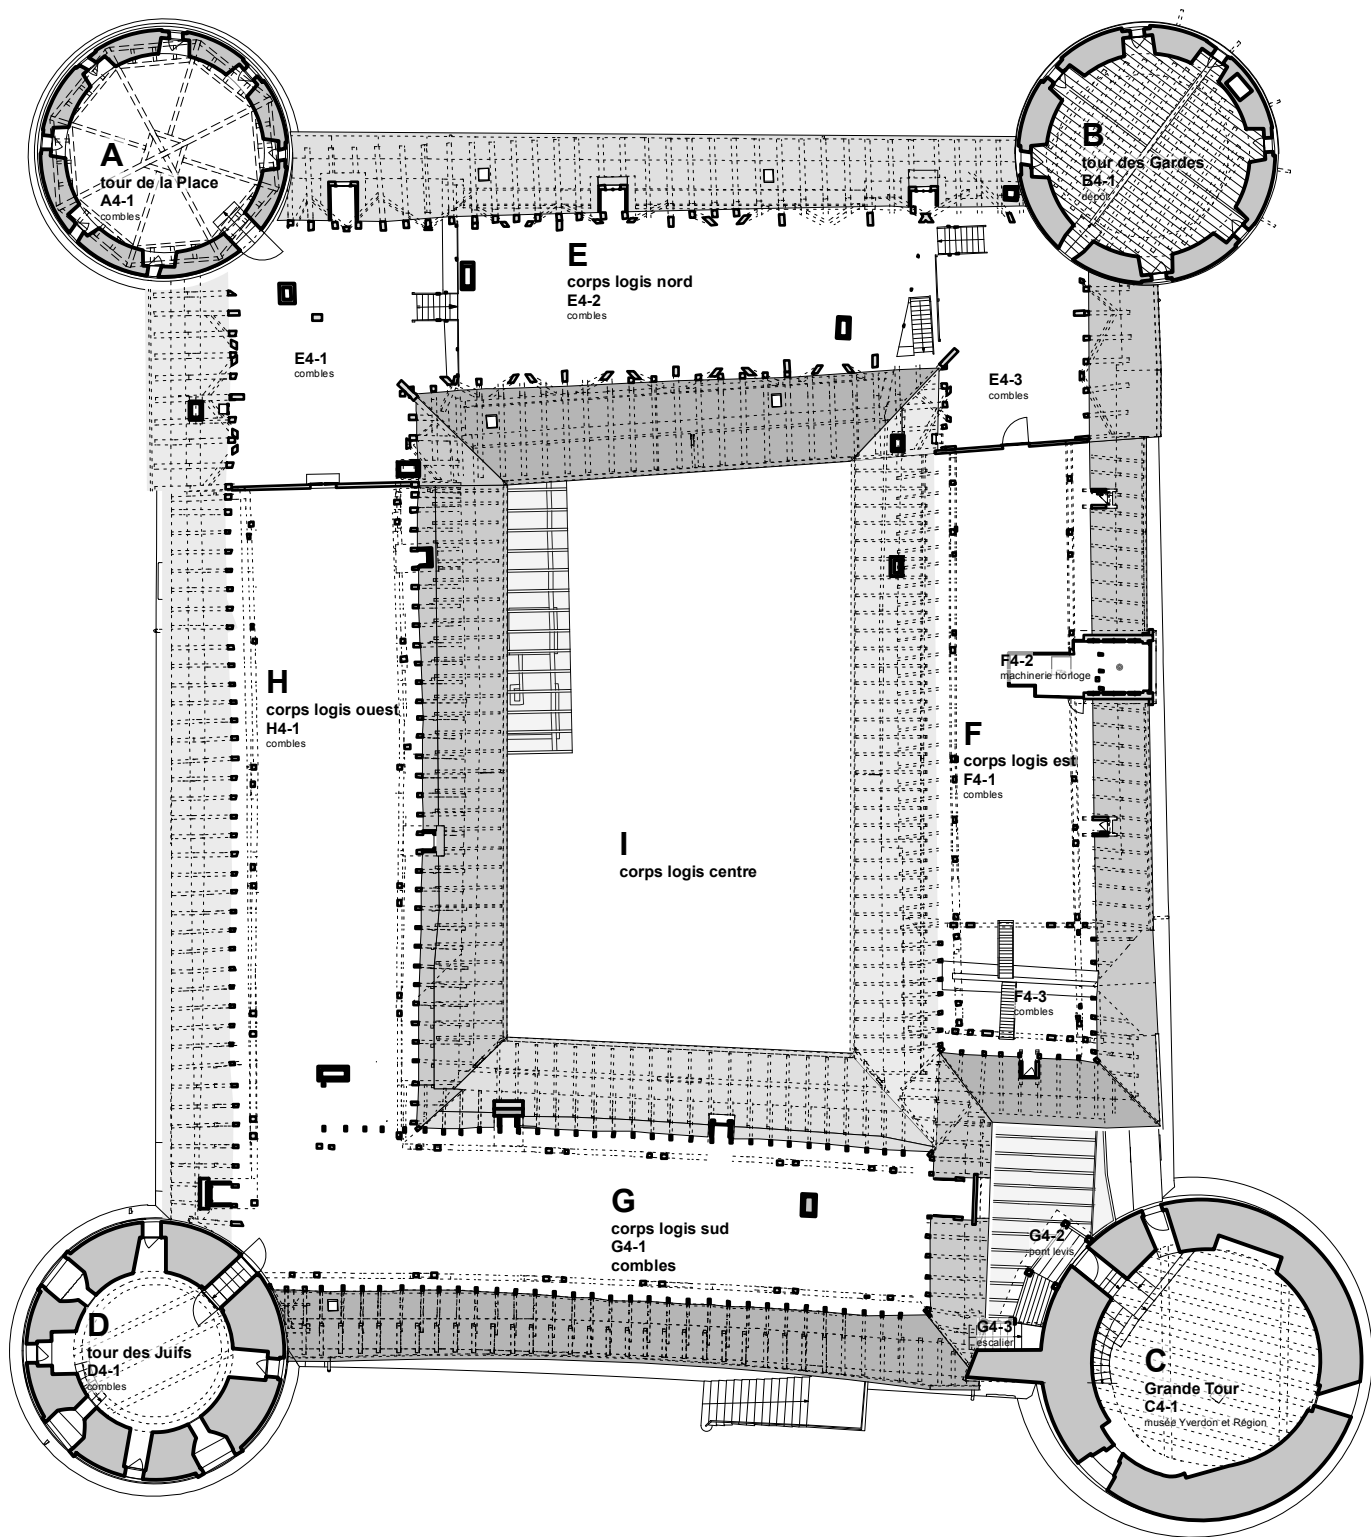 A
tour de la Place
A4-1
combles
B
tour des Gardes
B4-1
dépôt
E
corps logis nord
E4-2
combles
E4-1
combles
E4-3
combles
H
corps logis ouest
H4-1
combles
F4-2
machinerie horloge
F
corps logis est
F4-1
combles
I
corps logis centre
F4-3
combles
G
corps logis sud
G4-1
combles
G4-2
pont levis
G4-3
escalier
D
tour des Juifs
D4-1
combles
C
Grande Tour
C4-1
musée Yverdon et Région